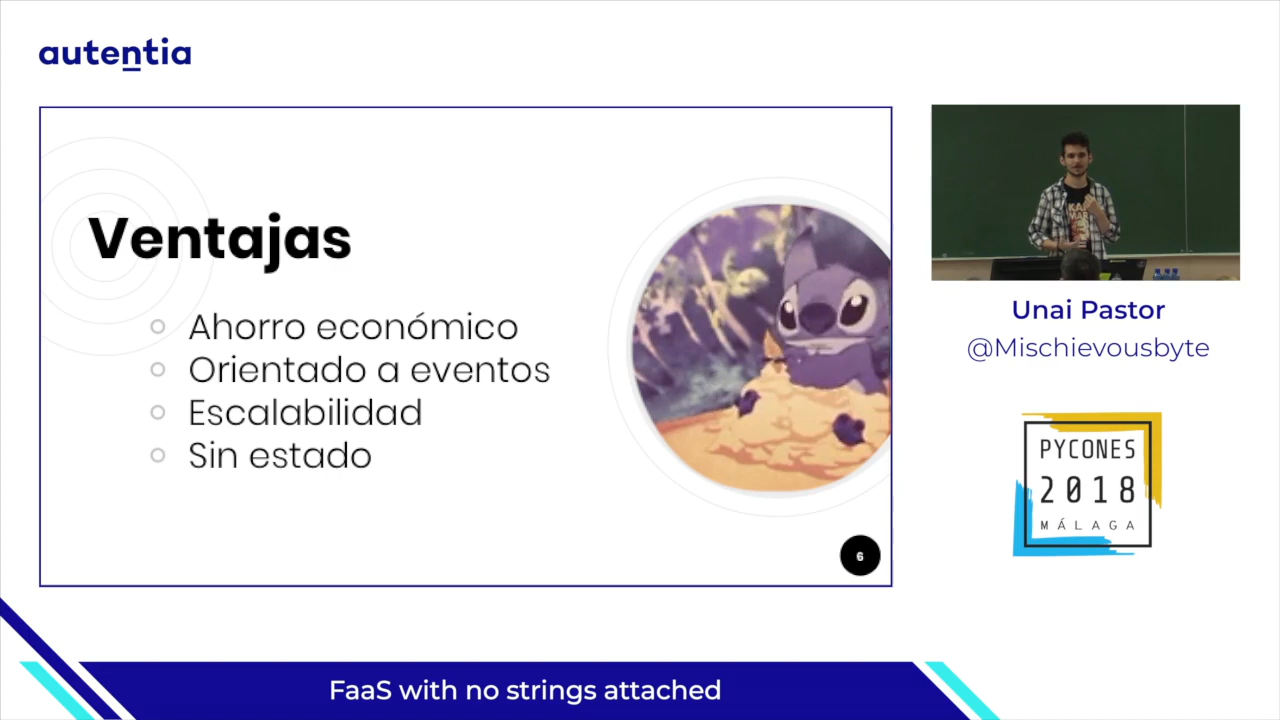 autentia
Ventajas
Ahorro económico
Orientado a eventos
Escalabilidad
Sin estado
6
Unai Pastor
@Mischievousbyte
PYCONES
2018
MÁLAGA
FaaS with no strings attached